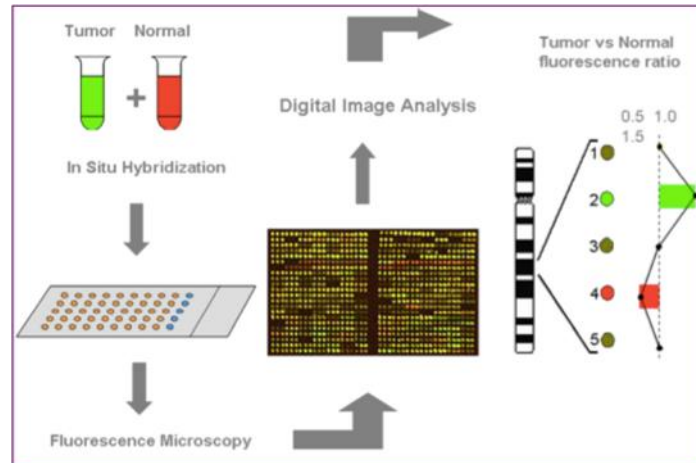 Tumor Normal
+
In Situ Hybridization
Fluorescence Microscopy
Digital Image Analysis
Tumor vs Normal
fluorescence ratio
0.5 1.0
1.5
1
2
3
4
5